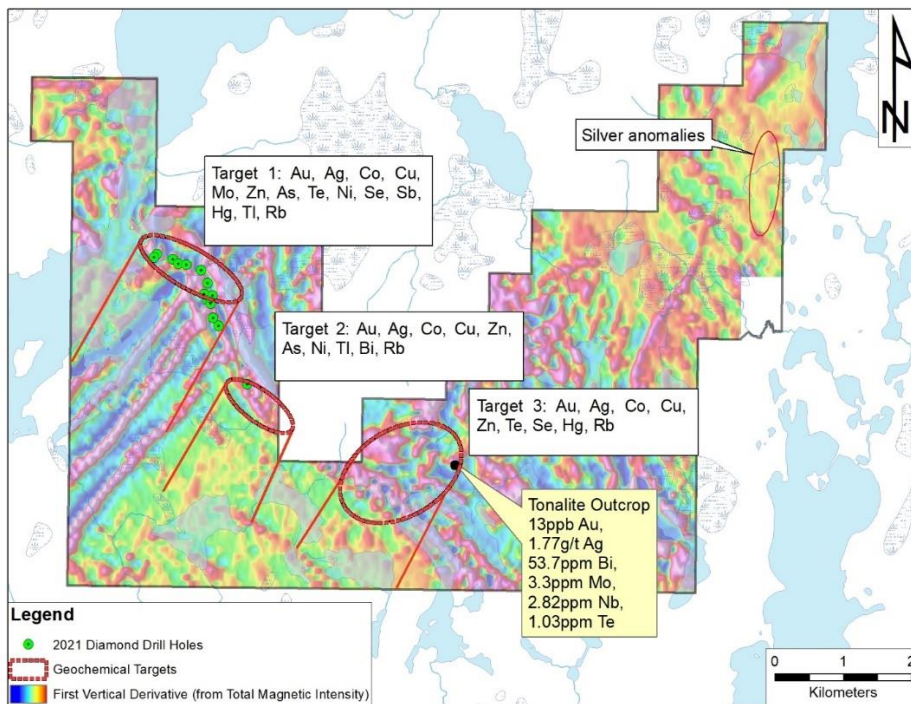 N
Silver anomalies
Target 1: Au, Ag, Co, Cu,
Mo, Zn, As, Te, Ni, Se, Sb,
Hg, Tl, Rb
Target 2: Au, Ag, Co, Cu, Zn,
As, Ni, Tl, Bi, Rb
Target 3: Au, Ag, Co, Cu,
Zn, Te, Se, Hg, Rb
Tonalite Outcrop
13ppb Au,
1.77g/t Ag
53.7ppm Bi,
3.3ppm Mo,
2.82ppm Nb,
1.03ppm Te
Legend
2021 Diamond Drill Holes
Geochemical Targets
First Vertical Derivative (from Total Magnetic Intensity)
0 1 2
Kilometers